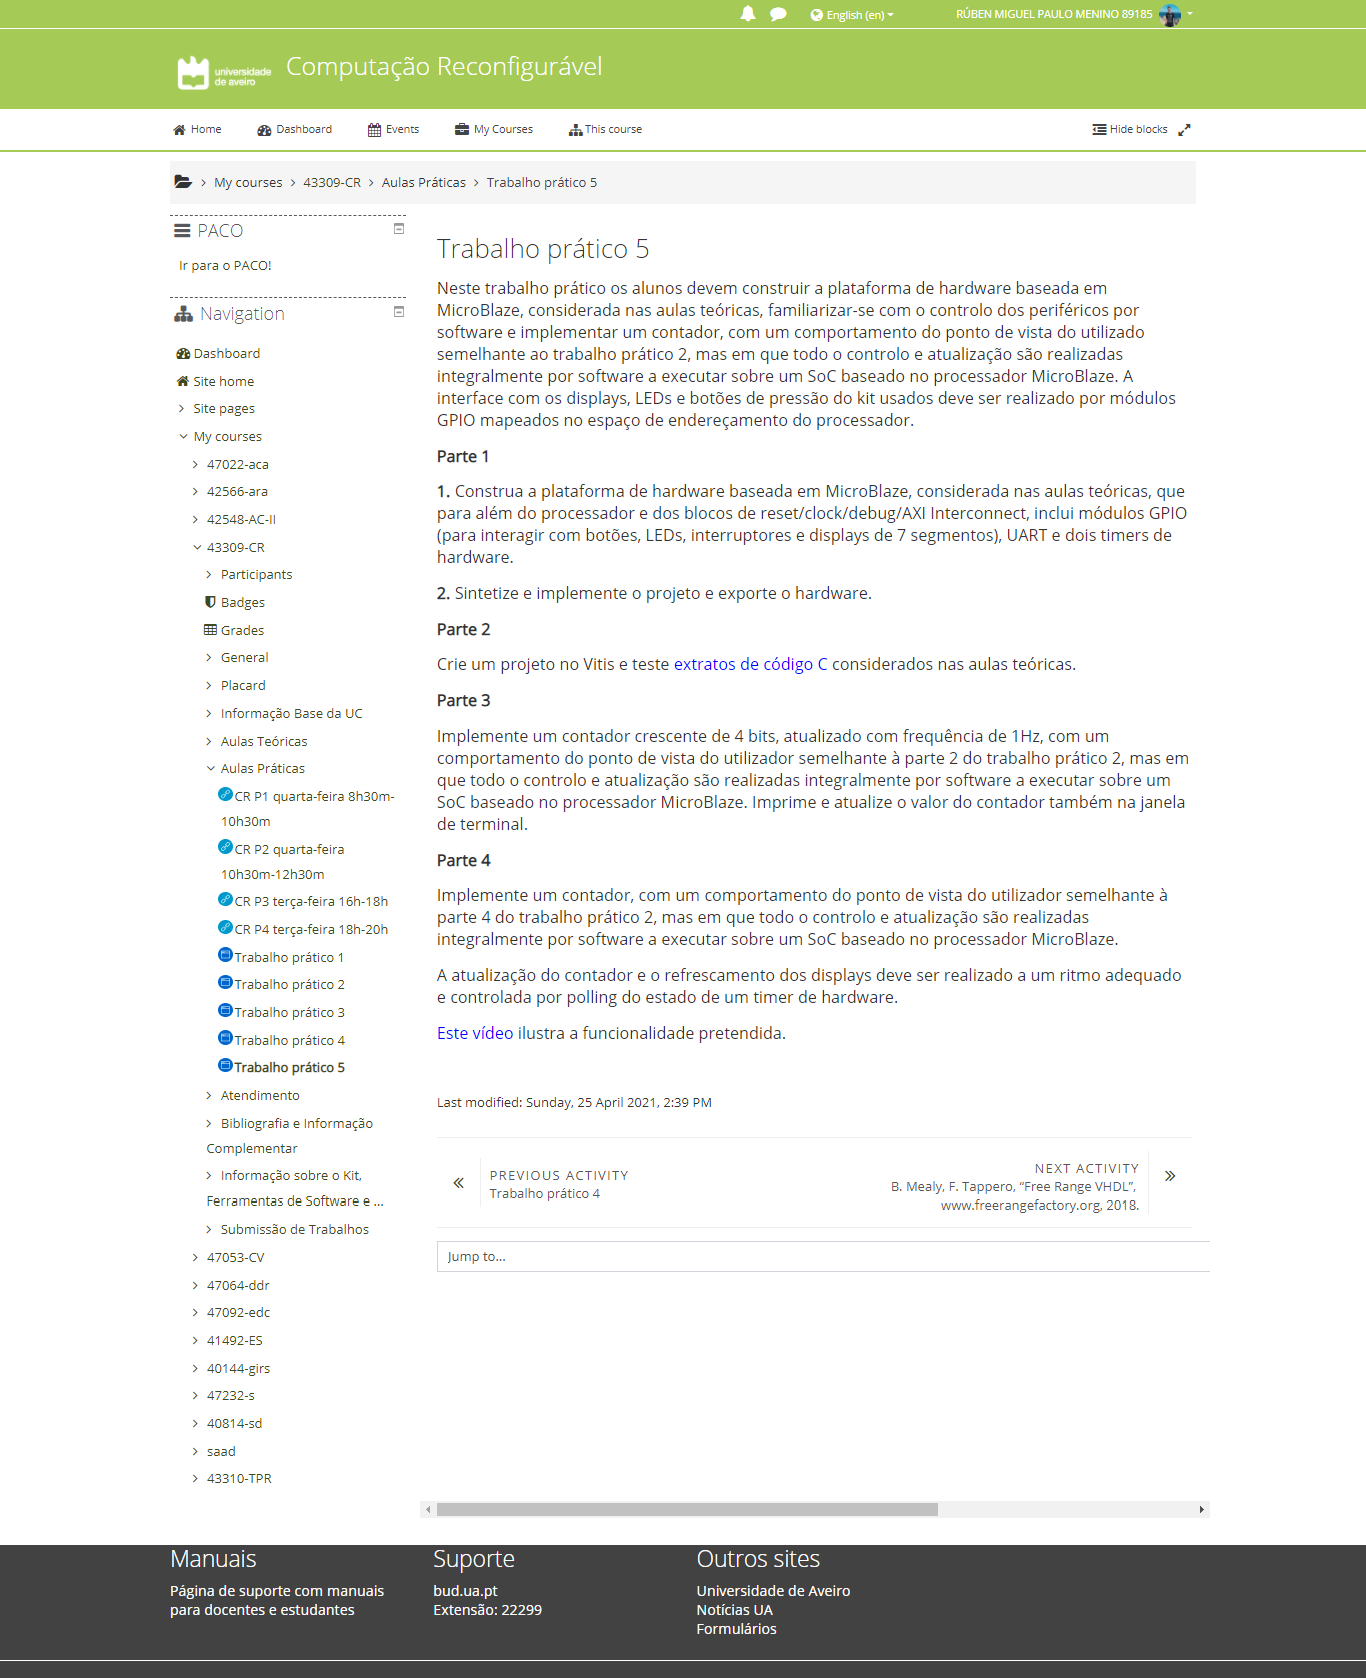 English (en)
RÚBEN MIGUEL PAULO MENINO 89185
universidade
de aveiro
Computação Reconfigurável
Home
Dashboard
Events
My Courses
This course
Hide blocks
My courses
43309-CR
Aulas Práticas
Trabalho prático 5
PACO
Ir para o PACO!
Navigation
Dashboard
Site home
Site pages
My courses
47022-aca
42566-ara
42548-AC-II
43309-CR
Participants
Badges
Grades
General
Placard
Informação Base da UC
Aulas Teóricas
Aulas Práticas
CR P1 quarta-feira 8h30m-
10h30m
CR P2 quarta-feira
10h30m-12h30m
CR P3 terça-feira 16h-18h
CR P4 terça-feira 18h-20h
Trabalho prático 1
Trabalho prático 2
Trabalho prático 3
Trabalho prático 4
Trabalho prático 5
Atendimento
Bibliografia e Informação
Complementar
Informação sobre o Kit,
Ferramentas de Software e ...
Submissão de Trabalhos
47053-CV
47064-ddr
47092-edc
41492-ES
40144-girs
47232-s
40814-sd
saad
43310-TPR
Trabalho prático 5
Neste trabalho prático os alunos devem construir a plataforma de hardware baseada em
MicroBlaze, considerada nas aulas teóricas, familiarizar-se com o controlo dos periféricos por
software e implementar um contador, com um comportamento do ponto de vista do utilizado
semelhante ao trabalho prático 2, mas em que todo o controlo e atualização são realizadas
integralmente por software a executar sobre um SoC baseado no processador MicroBlaze. A
interface com os displays, LEDs e botões de pressão do kit usados deve ser realizado por módulos
GPIO mapeados no espaço de endereçamento do processador.
Parte 1
1. Construa a plataforma de hardware baseada em MicroBlaze, considerada nas aulas teóricas, que
para além do processador e dos blocos de reset/clock/debug/AXI Interconnect, inclui módulos GPIO
(para interagir com botões, LEDs, interruptores e displays de 7 segmentos), UART e dois timers de
hardware.
2. Sintetize e implemente o projeto e exporte o hardware.
Parte 2
Crie um projeto no Vitis e teste extratos de código C considerados nas aulas teóricas.
Parte 3
Implemente um contador crescente de 4 bits, atualizado com frequência de 1Hz, com um
comportamento do ponto de vista do utilizador semelhante à parte 2 do trabalho prático 2, mas em
que todo o controlo e atualização são realizadas integralmente por software a executar sobre um
SoC baseado no processador MicroBlaze. Imprime e atualize o valor do contador também na janela
de terminal.
Parte 4
Implemente um contador, com um comportamento do ponto de vista do utilizador semelhante à
parte 4 do trabalho prático 2, mas em que todo o controlo e atualização são realizadas
integralmente por software a executar sobre um SoC baseado no processador MicroBlaze.
A atualização do contador e o refrescamento dos displays deve ser realizado a um ritmo adequado
e controlada por polling do estado de um timer de hardware.
Este vídeo ilustra a funcionalidade pretendida.
Last modified: Sunday, 25 April 2021, 2:39 PM
PREVIOUS ACTIVITY
Trabalho prático 4
NEXT ACTIVITY
B. Mealy, F. Tappero, “Free Range VHDL”,
www.freerangefactory.org, 2018.
Jump to...
Manuais
Página de suporte com manuais
para docentes e estudantes
Suporte
bud.ua.pt
Extensão: 22299
Outros sites
Universidade de Aveiro
Notícias UA
Formulários